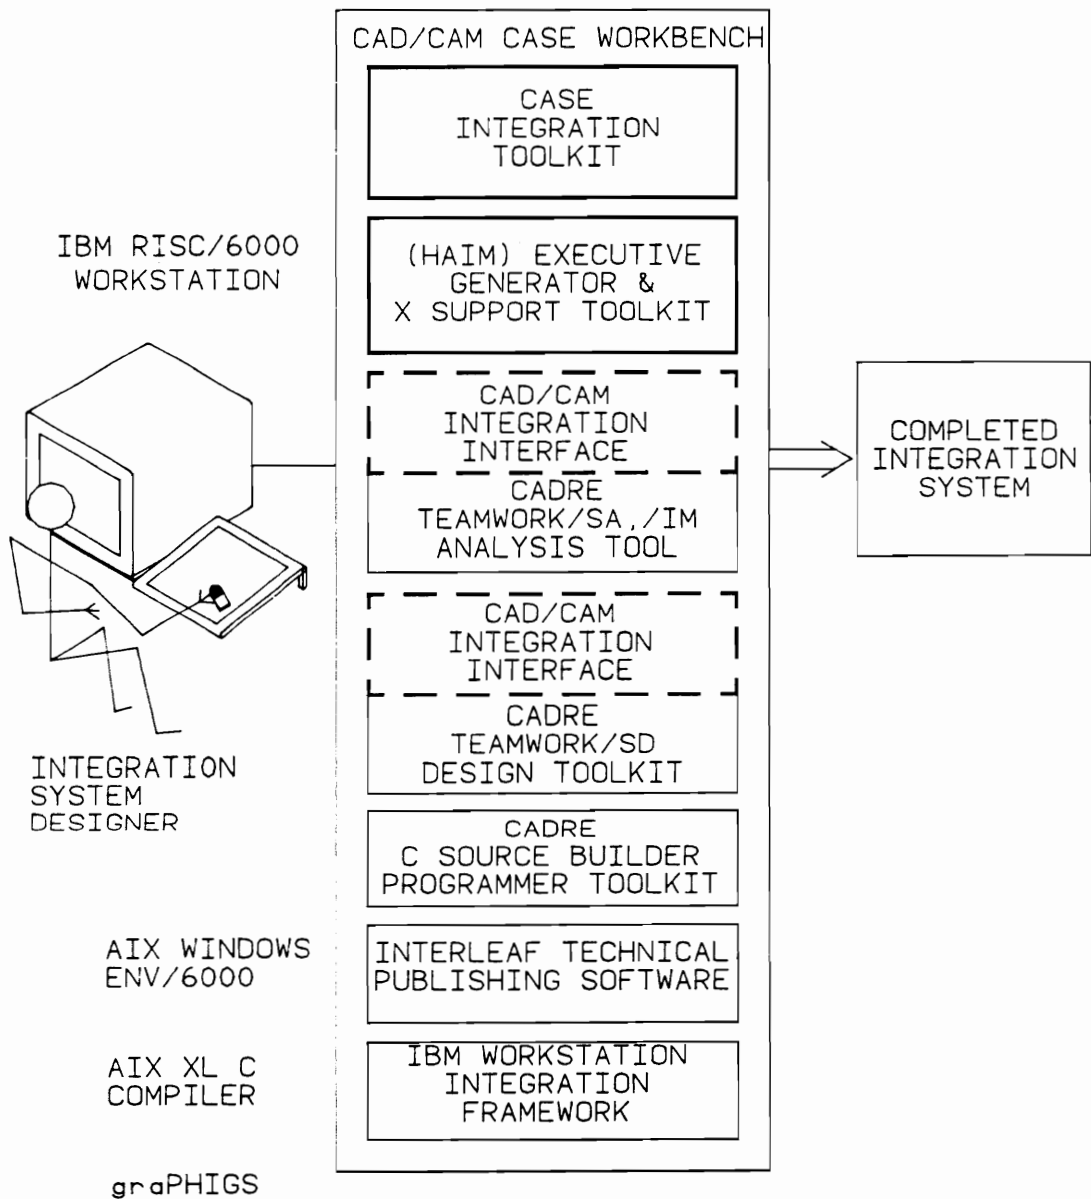 CAD/CAM CASE WORKBENCH
CASE
INTEGRATION
TOOLKIT
IBM RISC/6000
WORKSTATION
(HAIM) EXECUTIVE
GENERATOR &
X SUPPORT TOOLKIT
CAD/CAM
INTEGRATION
INTERFACE
CADRE
TEAMWORK/SA,/IM
ANALYSIS TOOL
COMPLETED
INTEGRATION
SYSTEM
CAD/CAM
INTEGRATION
INTERFACE
CADRE
TEAMWORK/SD
DESIGN TOOLKIT
INTEGRATION
SYSTEM
DESIGNER
CADRE
C SOURCE BUILDER
PROGRAMMER TOOLKIT
AIX WINDOWS
ENV/6000
INTERLEAF TECHNICAL
PUBLISHING SOFTWARE
AIX XL C
COMPILER
IBM WORKSTATION
INTEGRATION
FRAMEWORK
graPHIGS